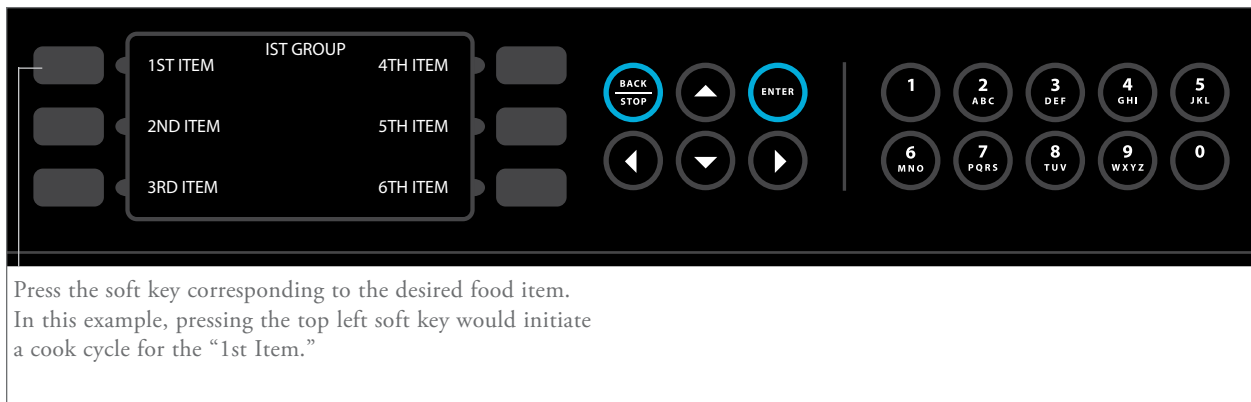 IST GROUP
1ST ITEM 4TH ITEM
2ND ITEM 5TH ITEM
3RD ITEM 6TH ITEM
BACK
STOP
ENTER
1
2
ABC
3
DEF
4
GHI
5
JKL
6
MNO
7
PQRS
8
TUV
9
WXYZ
0
Press the soft key corresponding to the desired food item.
In this example, pressing the top left soft key would initiate
a cook cycle for the “1st Item.”